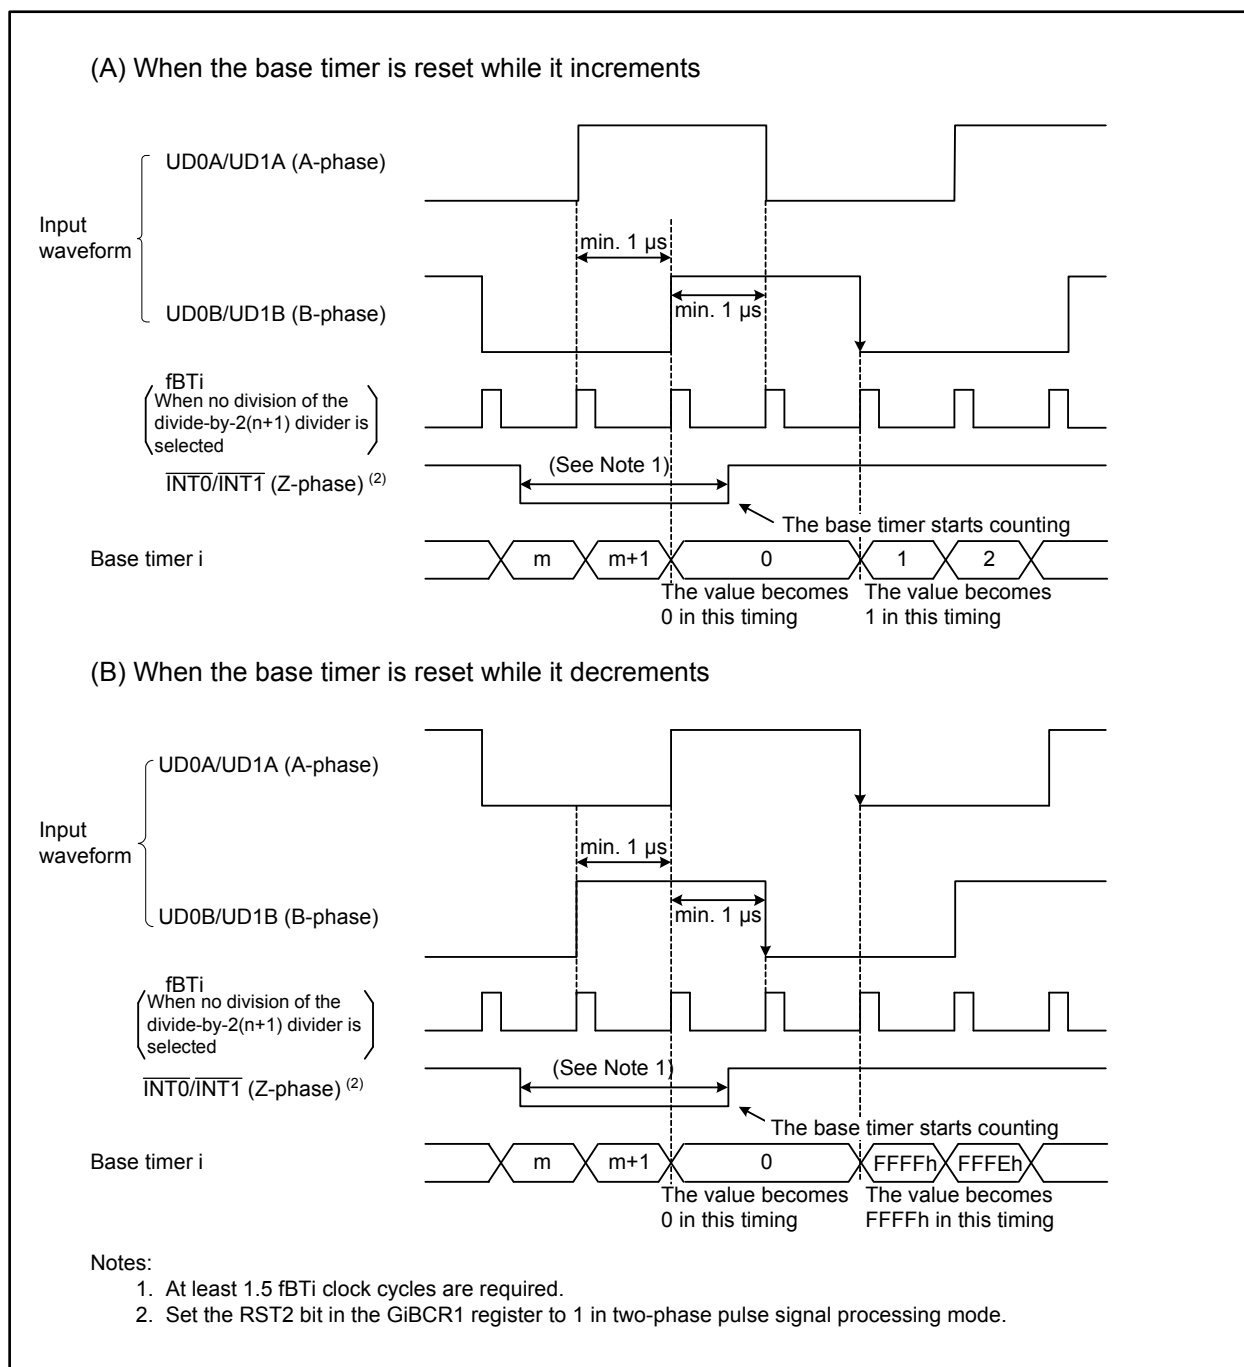 (A) When the base timer is reset while it increments
UD0A/UD1A (A-phase)
Input
waveform
min. 1 µs
UD0B/UD1B (B-phase)
min. 1 µs
fBTi
When no division of the
divide-by-2(n+1) divider is
selected
(See Note 1)
INT0/INT1 (Z-phase) (2)
The base timer starts counting
Base timer i
m
m+1
0
1
2
The value becomes
0 in this timing
The value becomes
1 in this timing
(B) When the base timer is reset while it decrements
UD0A/UD1A (A-phase)
Input
waveform
min. 1 µs
UD0B/UD1B (B-phase)
min. 1 µs
fBTi
When no division of the
divide-by-2(n+1) divider is
selected
(See Note 1)
INT0/INT1 (Z-phase) (2)
The base timer starts counting
Base timer i
m
m+1
0
FFFFh
FFFEh
The value becomes
0 in this timing
The value becomes
FFFFh in this timing
Notes:
1. At least 1.5 fBTi clock cycles are required.
2. Set the RST2 bit in the GiBCR1 register to 1 in two-phase pulse signal processing mode.